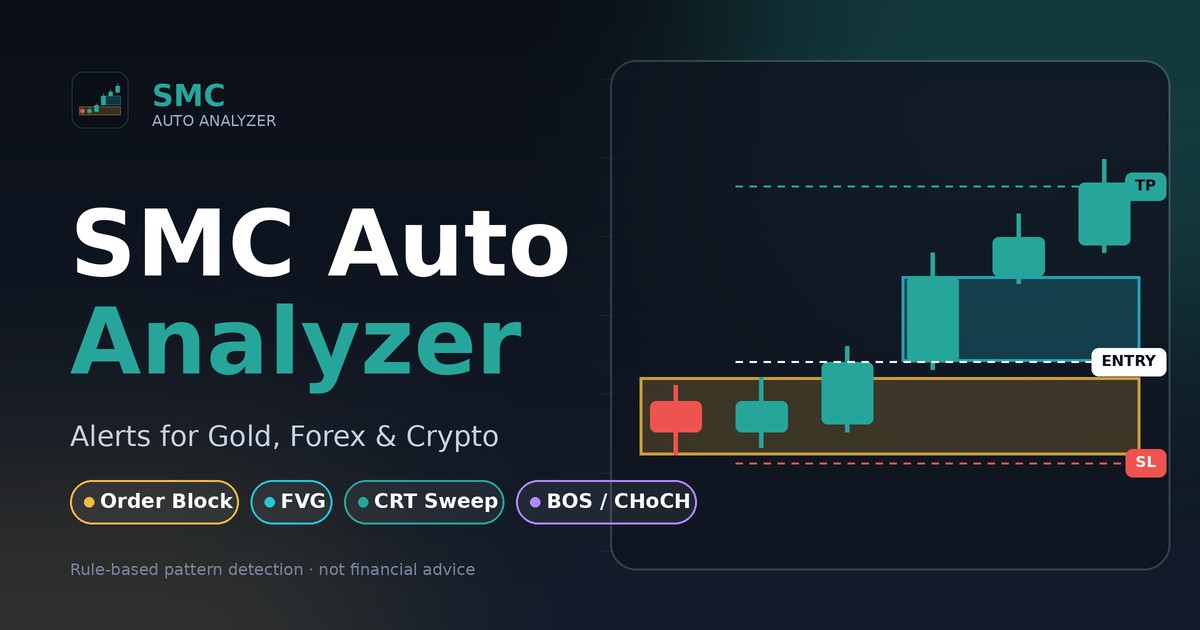 SMC
AUTO ANALYZER
SMC Auto
Analyzer
Alerts for Gold, Forex & Crypto
Order Block
FVG
CRT Sweep
BOS / CHoCH
Rule-based pattern detection · not financial advice
TP
ENTRY
SL